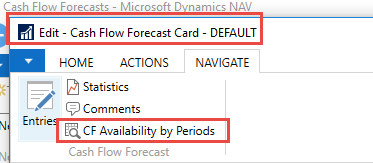 Cash Flow Forecasts - Microsoft Dynamics NAV
Edit - Cash Flow Forecast Card - DEFAULT
HOME ACTIONS NAVIGATE
Statistics
Comments
Entries
CF Availability by Periods
Cash Flow Forecast